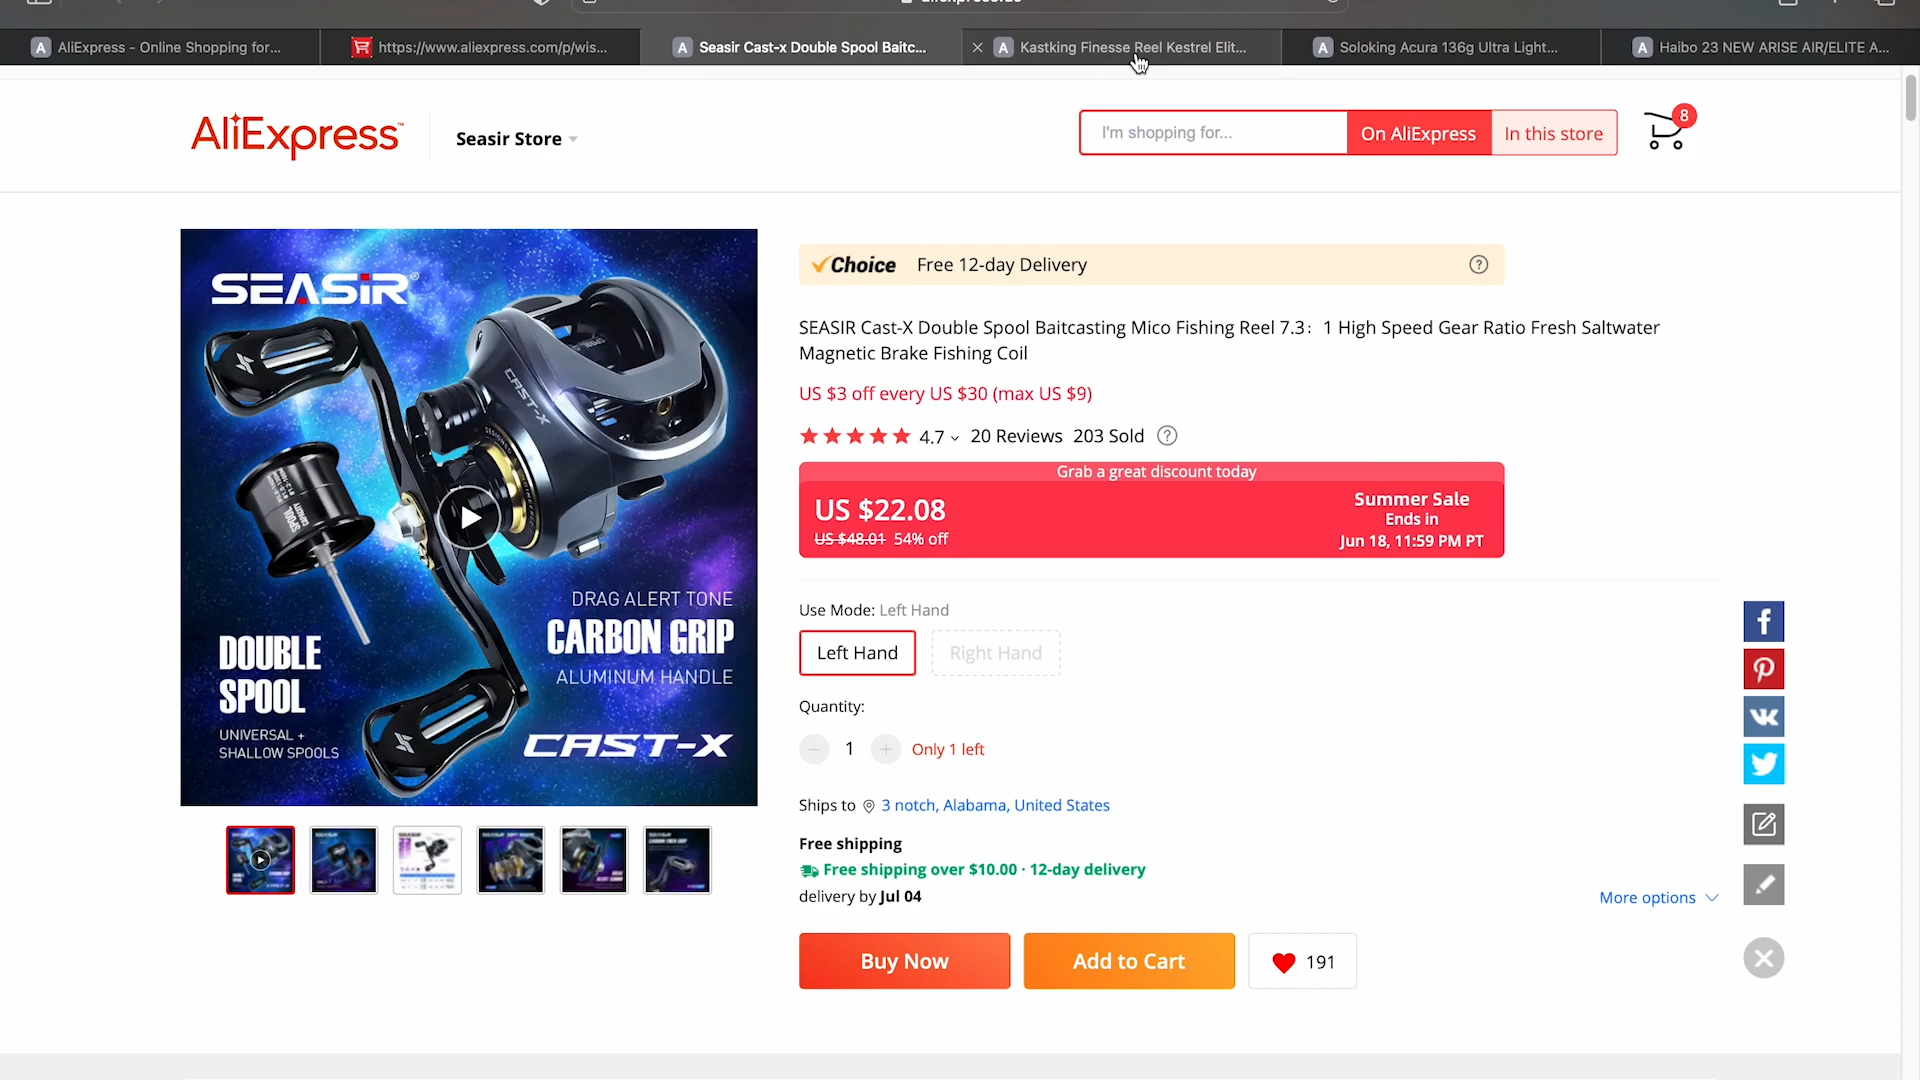 aliexpress.us
AliExpress - Online Shopping for...
https://www.aliexpress.com/p/wis...
Seasir Cast-x Double Spool Baitc...
Kastking Finesse Reel Kestrel Elit...
Soloking Acura 136g Ultra Light...
Haibo 23 NEW ARISE AIR/ELITE A...
AliExpress™
Seasir Store
I'm shopping for...
On AliExpress
In this store
8
SEASIR®
CAST-X
SPOOL CAPACITY
DRAG ALERT TONE
CARBON GRIP
ALUMINUM HANDLE
DOUBLE
SPOOL
UNIVERSAL +
SHALLOW SPOOLS
CAST-X
Choice Free 12-day Delivery
SEASIR Cast-X Double Spool Baitcasting Mico Fishing Reel 7.3：1 High Speed Gear Ratio Fresh Saltwater
Magnetic Brake Fishing Coil
US $3 off every US $30 (max US $9)
4.7 20 Reviews 203 Sold
Grab a great discount today
US $22.08
US $48.01 54% off
Summer Sale
Ends in
Jun 18, 11:59 PM PT
Use Mode: Left Hand
Left Hand
Right Hand
Quantity:
1 Only 1 left
Ships to 3 notch, Alabama, United States
Free shipping
Free shipping over $10.00 · 12-day delivery
delivery by Jul 04
More options
Buy Now
Add to Cart
191